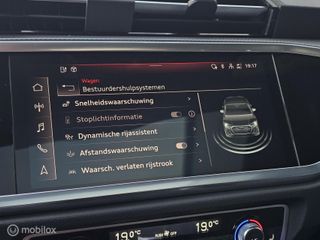 19:17
Wagen
Bestuurdershulpsystemen
Snelheidswaarschuwing
Stoplichtinformatie
Dynamische rijassistent
Afstandswaarschuwing
Waarsch. verlaten rijstrook
19.0°C
19.0°C
© mobilox